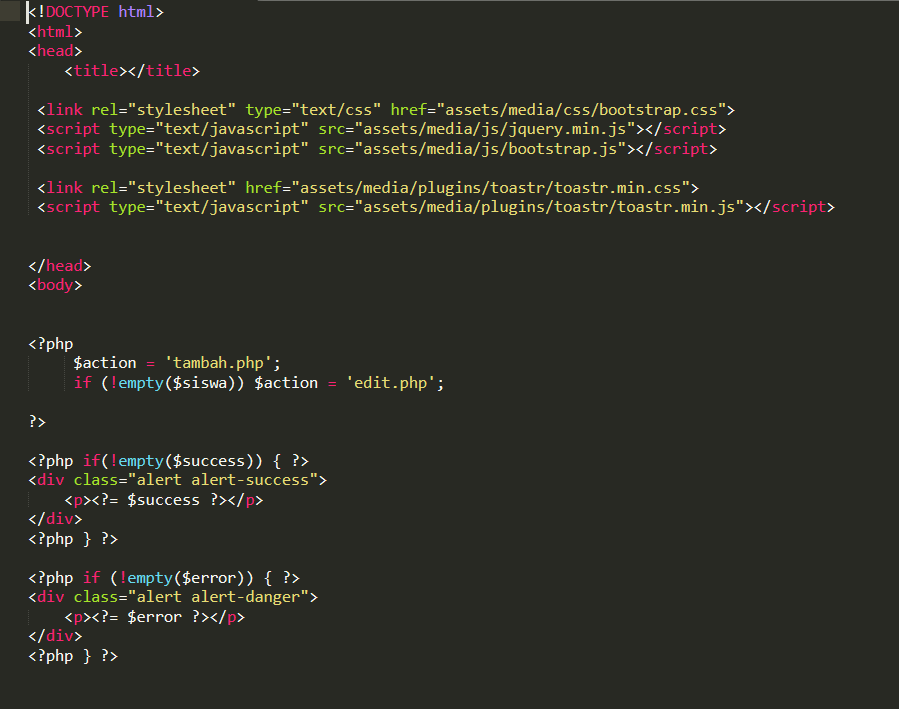 <!DOCTYPE html>
<html>
<head>
    <title></title>

 <link rel="stylesheet" type="text/css" href="assets/media/css/bootstrap.css">
 <script type="text/javascript" src="assets/media/js/jquery.min.js"></script>
 <script type="text/javascript" src="assets/media/js/bootstrap.js"></script>

 <link rel="stylesheet" href="assets/media/plugins/toastr/toastr.min.css">
 <script type="text/javascript" src="assets/media/plugins/toastr/toastr.min.js"></script>


</head>
<body>


<?php
     $action = 'tambah.php';
     if (!empty($siswa)) $action = 'edit.php';

?>

<?php if(!empty($success)) { ?>
<div class="alert alert-success">
    <p><?= $success ?></p>
</div>
<?php } ?>

<?php if (!empty($error)) { ?>
<div class="alert alert-danger">
    <p><?= $error ?></p>
</div>
<?php } ?>